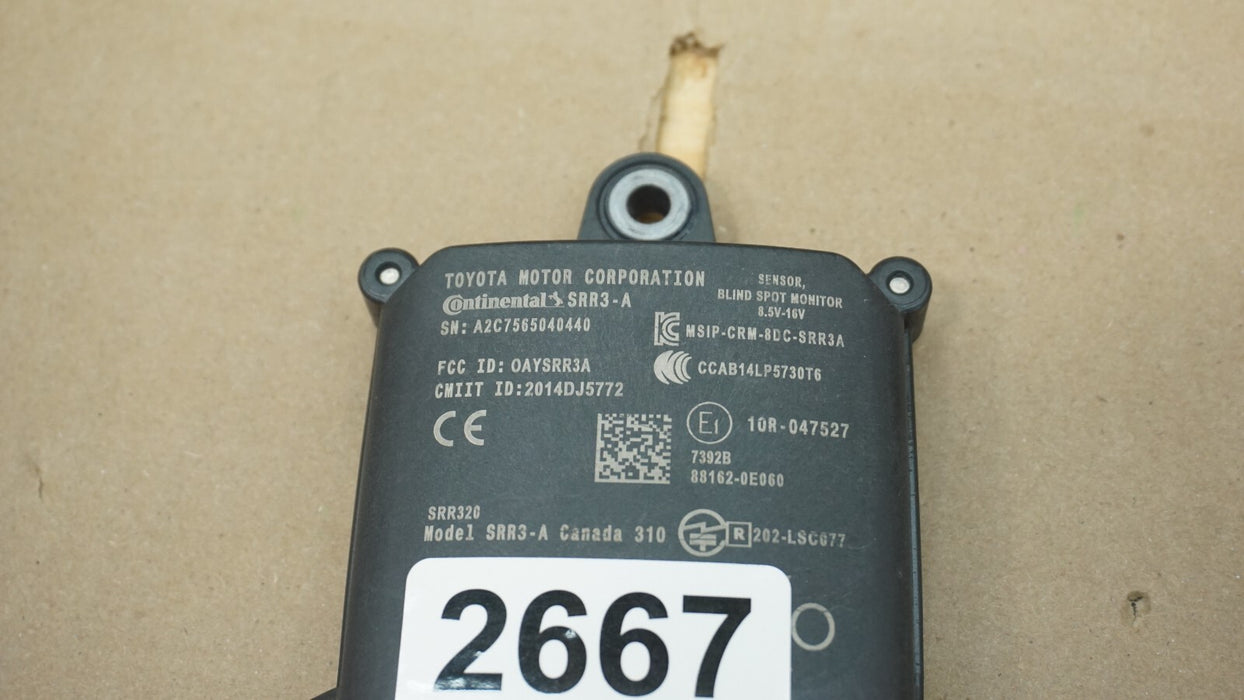 TOYOTA MOTOR CORPORATION
SENSOR,
BLIND SPOT MONITOR
8.5V-16V
Continental SRR3-A
SN: A2C7565040440
MSIP-CRM-8DC-SRR3A
FCC ID: OAYSRR3A
CCAB14LP5730T6
CMIIT ID:2014DJ5772
CE
E1
10R-047527
7392B
88162-0E060
SRR320
Model SRR3-A Canada 310
R 202-LSC077
2667